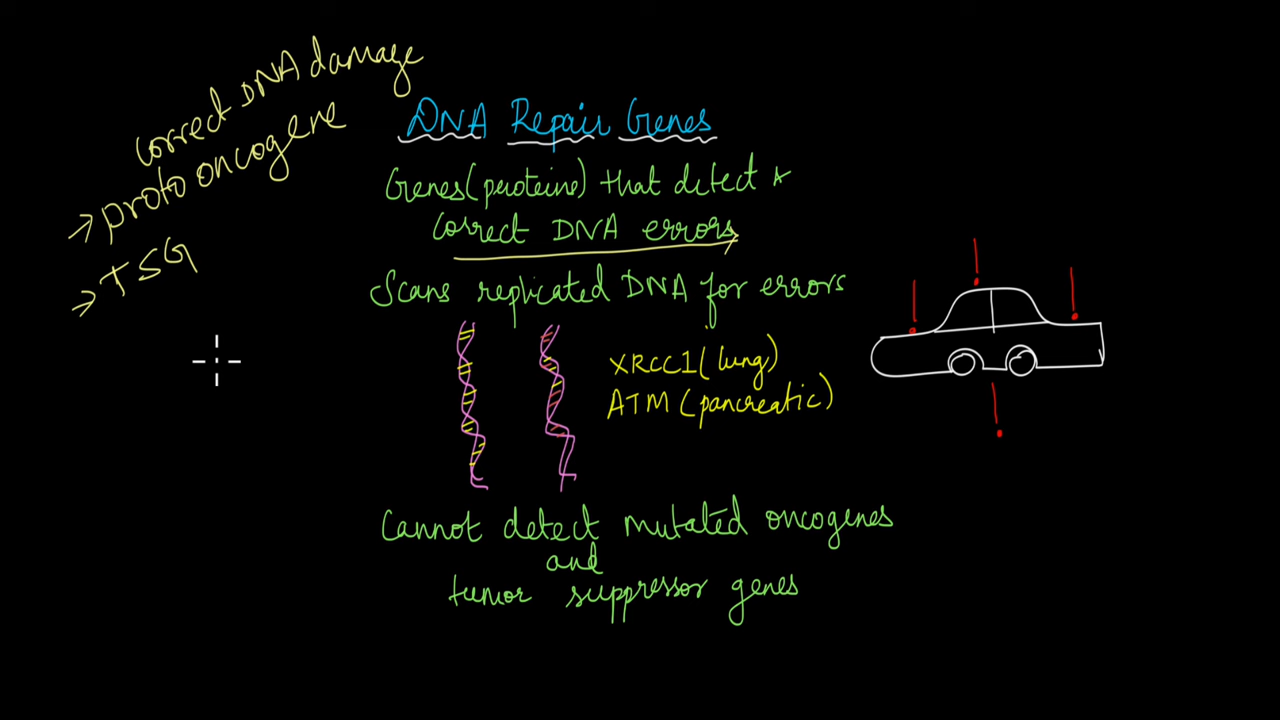 correct DNA damage
→ proto oncogene
→ TSG
DNA Repair Genes
Genes(proteins) that detect &
correct DNA errors
Scans replicated DNA for errors
XRCC1 (lung)
ATM (pancreatic)
Cannot detect mutated oncogenes
and
tumor suppressor genes